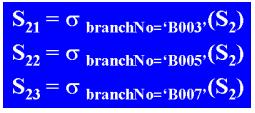 S₂₁ = σ branchNo=‘B003’(S₂)
S₂₂ = σ branchNo=‘B005’(S₂)
S₂₃ = σ branchNo=‘B007’(S₂)